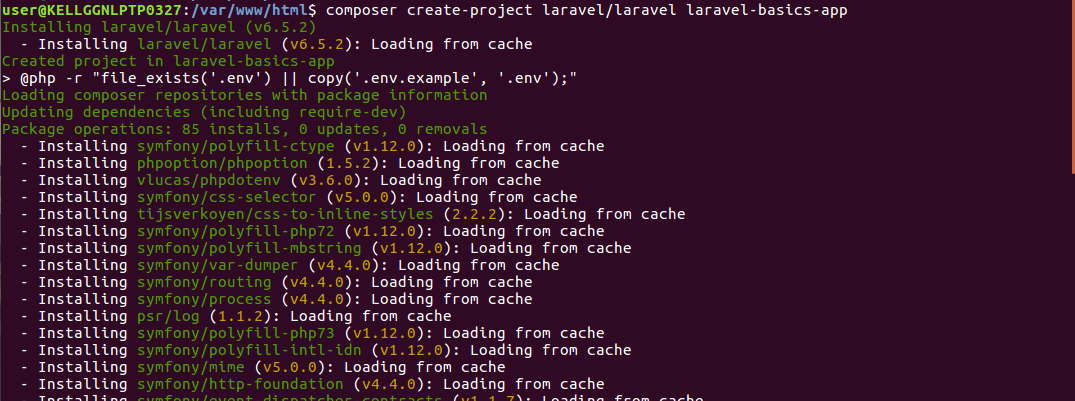 user@KELLGGNLPTP0327:/var/www/html$ composer create-project laravel/laravel laravel-basics-app
Installing laravel/laravel (v6.5.2)
  - Installing laravel/laravel (v6.5.2): Loading from cache
Created project in laravel-basics-app
> @php -r "file_exists('.env') || copy('.env.example', '.env');"
Loading composer repositories with package information
Updating dependencies (including require-dev)
Package operations: 85 installs, 0 updates, 0 removals
  - Installing symfony/polyfill-ctype (v1.12.0): Loading from cache
  - Installing phpoption/phpoption (1.5.2): Loading from cache
  - Installing vlucas/phpdotenv (v3.6.0): Loading from cache
  - Installing symfony/css-selector (v5.0.0): Loading from cache
  - Installing tijsverkoyen/css-to-inline-styles (2.2.2): Loading from cache
  - Installing symfony/polyfill-php72 (v1.12.0): Loading from cache
  - Installing symfony/polyfill-mbstring (v1.12.0): Loading from cache
  - Installing symfony/var-dumper (v4.4.0): Loading from cache
  - Installing symfony/routing (v4.4.0): Loading from cache
  - Installing symfony/process (v4.4.0): Loading from cache
  - Installing psr/log (1.1.2): Loading from cache
  - Installing symfony/polyfill-php73 (v1.12.0): Loading from cache
  - Installing symfony/polyfill-intl-idn (v1.12.0): Loading from cache
  - Installing symfony/mime (v5.0.0): Loading from cache
  - Installing symfony/http-foundation (v4.4.0): Loading from cache
  - Installing symfony/event-dispatcher-contracts (v1.1.7): Loading from cache